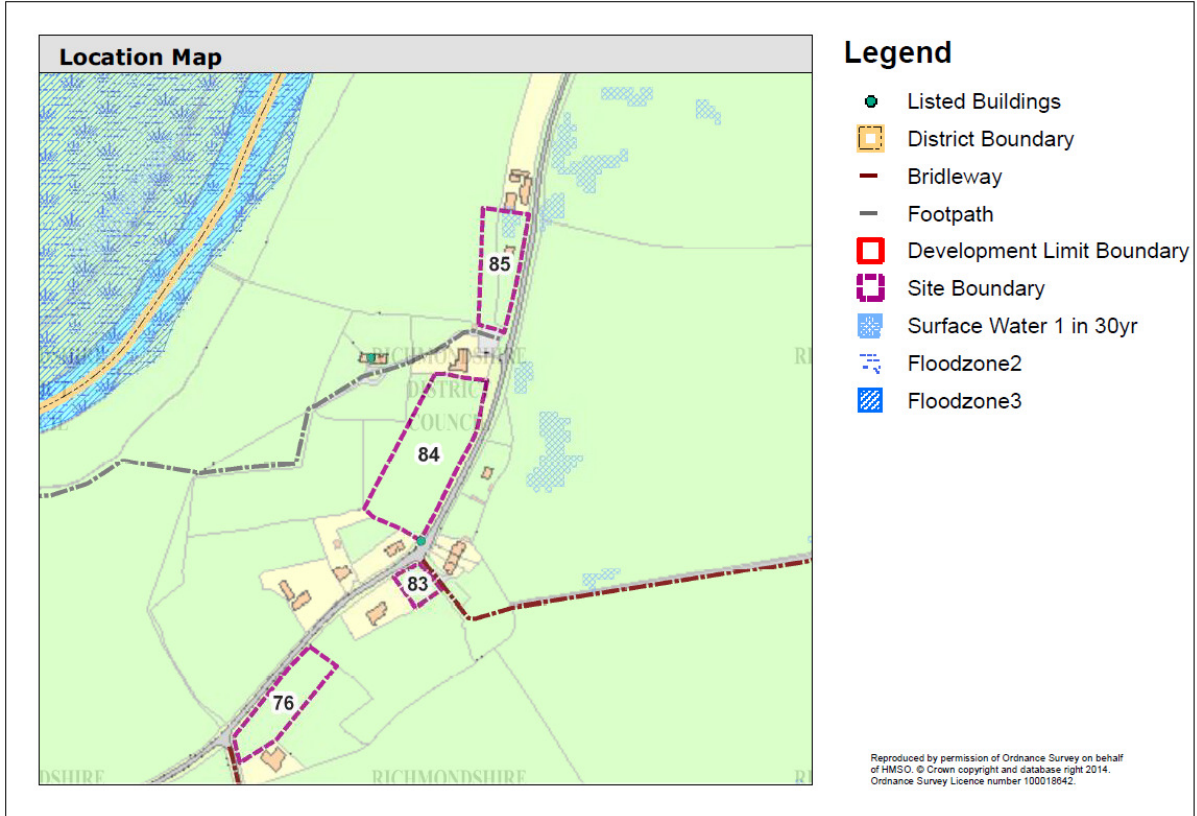 Location Map
85
RICHMONDSHIRE
DISTRICT
COUNCIL
84
83
76
RICHMONDSHIRE
Legend
Listed Buildings
District Boundary
Bridleway
Footpath
Development Limit Boundary
Site Boundary
Surface Water 1 in 30yr
Floodzone2
Floodzone3
Reproduced by permission of Ordnance Survey on behalf
of HMSO. © Crown copyright and database right 2014.
Ordnance Survey Licence number 100018642.